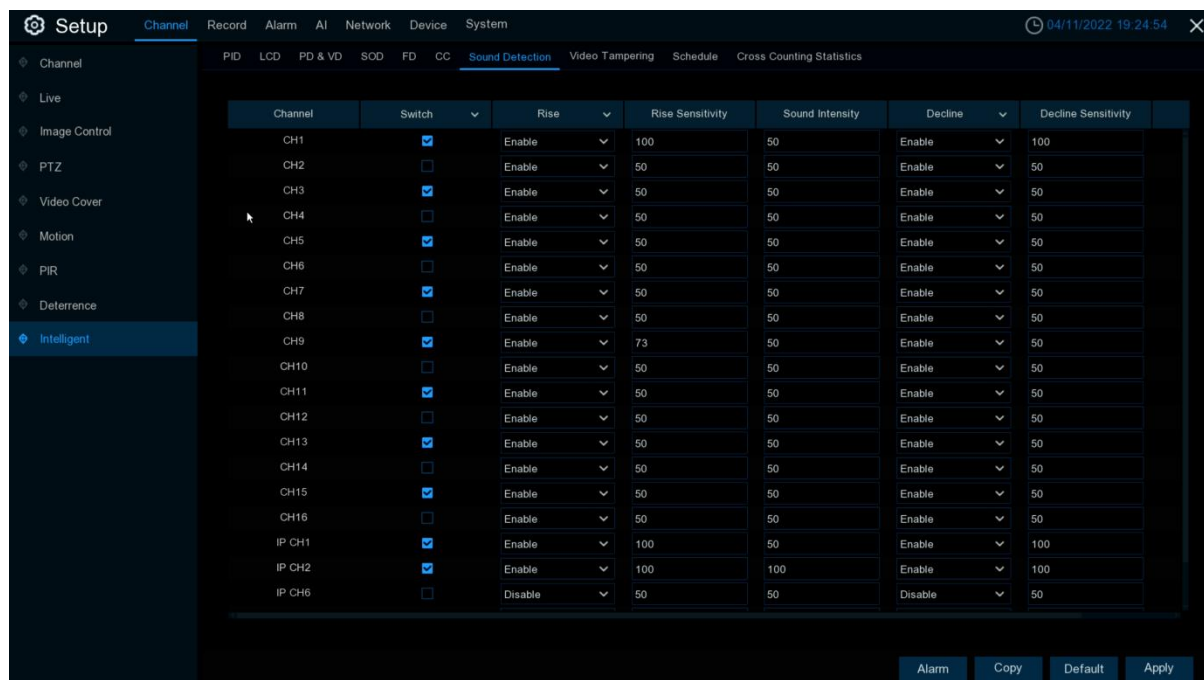 Setup Channel Record Alarm AI Network Device System 04/11/2022 19:24:54
Channel
Live
Image Control
PTZ
Video Cover
Motion
PIR
Deterrence
Intelligent
PID LCD PD & VD SOD FD CC Sound Detection Video Tampering Schedule Cross Counting Statistics
Channel Switch Rise Rise Sensitivity Sound Intensity Decline Decline Sensitivity
CH1 Enable 100 50 Enable 100
CH2 Enable 50 50 Enable 50
CH3 Enable 50 50 Enable 50
CH4 Enable 50 50 Enable 50
CH5 Enable 50 50 Enable 50
CH6 Enable 50 50 Enable 50
CH7 Enable 50 50 Enable 50
CH8 Enable 50 50 Enable 50
CH9 Enable 73 50 Enable 50
CH10 Enable 50 50 Enable 50
CH11 Enable 50 50 Enable 50
CH12 Enable 50 50 Enable 50
CH13 Enable 50 50 Enable 50
CH14 Enable 50 50 Enable 50
CH15 Enable 50 50 Enable 50
CH16 Enable 50 50 Enable 50
IP CH1 Enable 100 50 Enable 100
IP CH2 Enable 100 100 Enable 100
IP CH6 Disable 50 50 Disable 50
Alarm Copy Default Apply